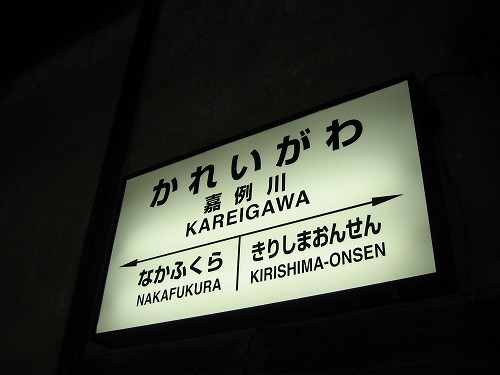 かれいがわ
嘉例川
KAREIGAWA
なかふくら
NAKAFUKURA
きりしまおんせん
KIRISHIMA-ONSEN